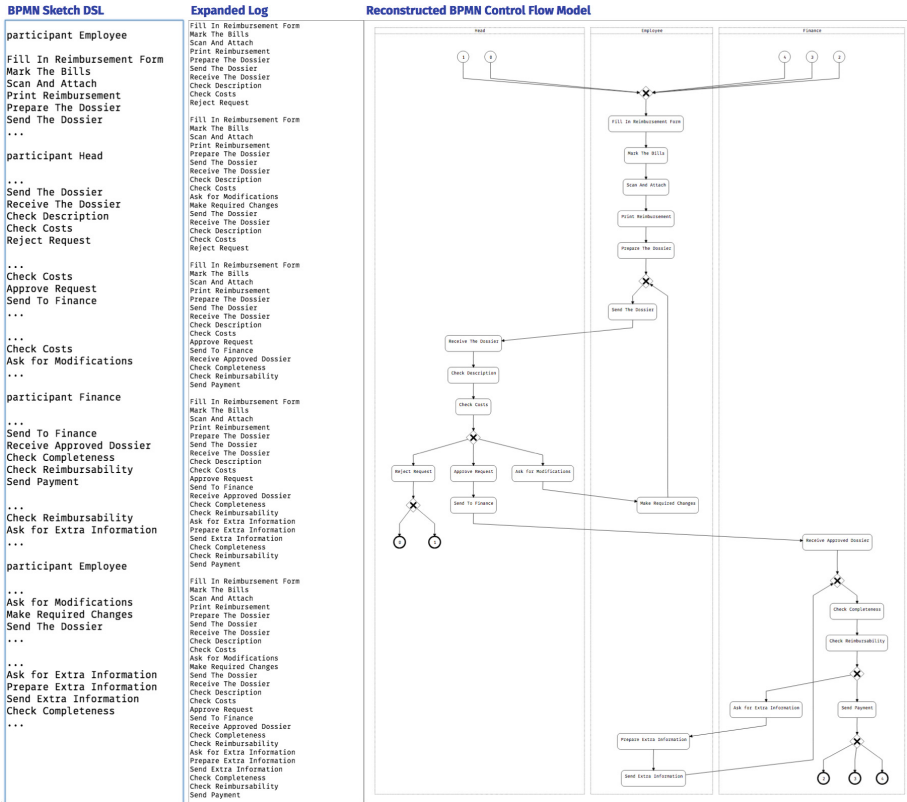 BPMN Sketch DSL
participant Employee
Fill In Reimbursement Form
Mark The Bills
Scan And Attach
Print Reimbursement
Prepare The Dossier
Send The Dossier
...
participant Head
...
Send The Dossier
Receive The Dossier
Check Description
Check Costs
Reject Request
...
Check Costs
Approve Request
Send To Finance
...
...
Check Costs
Ask for Modifications
...
participant Finance
...
Send To Finance
Receive Approved Dossier
Check Completeness
Check Reimbursability
Send Payment
...
Check Reimbursability
Ask for Extra Information
...
participant Employee
...
Ask for Modifications
Make Required Changes
Send The Dossier
...
...
Ask for Extra Information
Prepare Extra Information
Send Extra Information
Check Completeness
...
Expanded Log
Fill In Reimbursement Form
Mark The Bills
Scan And Attach
Print Reimbursement
Prepare The Dossier
Send The Dossier
Receive The Dossier
Check Description
Check Costs
Reject Request
Fill In Reimbursement Form
Mark The Bills
Scan And Attach
Print Reimbursement
Prepare The Dossier
Send The Dossier
Receive The Dossier
Check Description
Check Costs
Ask for Modifications
Make Required Changes
Send The Dossier
Receive The Dossier
Check Description
Check Costs
Reject Request
Fill In Reimbursement Form
Mark The Bills
Scan And Attach
Print Reimbursement
Prepare The Dossier
Send The Dossier
Receive The Dossier
Check Description
Check Costs
Approve Request
Send To Finance
Receive Approved Dossier
Check Completeness
Check Reimbursability
Send Payment
Fill In Reimbursement Form
Mark The Bills
Scan And Attach
Print Reimbursement
Prepare The Dossier
Send The Dossier
Receive The Dossier
Check Description
Check Costs
Approve Request
Send To Finance
Receive Approved Dossier
Check Completeness
Check Reimbursability
Ask for Extra Information
Prepare Extra Information
Send Extra Information
Check Completeness
Check Reimbursability
Send Payment
Fill In Reimbursement Form
Mark The Bills
Scan And Attach
Print Reimbursement
Prepare The Dossier
Send The Dossier
Receive The Dossier
Check Description
Check Costs
Ask for Modifications
Make Required Changes
Send The Dossier
Receive The Dossier
Check Description
Check Costs
Approve Request
Send To Finance
Receive Approved Dossier
Check Completeness
Check Reimbursability
Ask for Extra Information
Prepare Extra Information
Send Extra Information
Check Completeness
Check Reimbursability
Send Payment
Reconstructed BPMN Control Flow Model
Head
Employee
Finance
Fill In Reimbursement Form
Mark The Bills
Scan And Attach
Print Reimbursement
Prepare The Dossier
Send The Dossier
Receive The Dossier
Check Description
Check Costs
Reject Request
Approve Request
Ask for Modifications
Send To Finance
Make Required Changes
Receive Approved Dossier
Check Completeness
Check Reimbursability
Ask for Extra Information
Send Payment
Prepare Extra Information
Send Extra Information